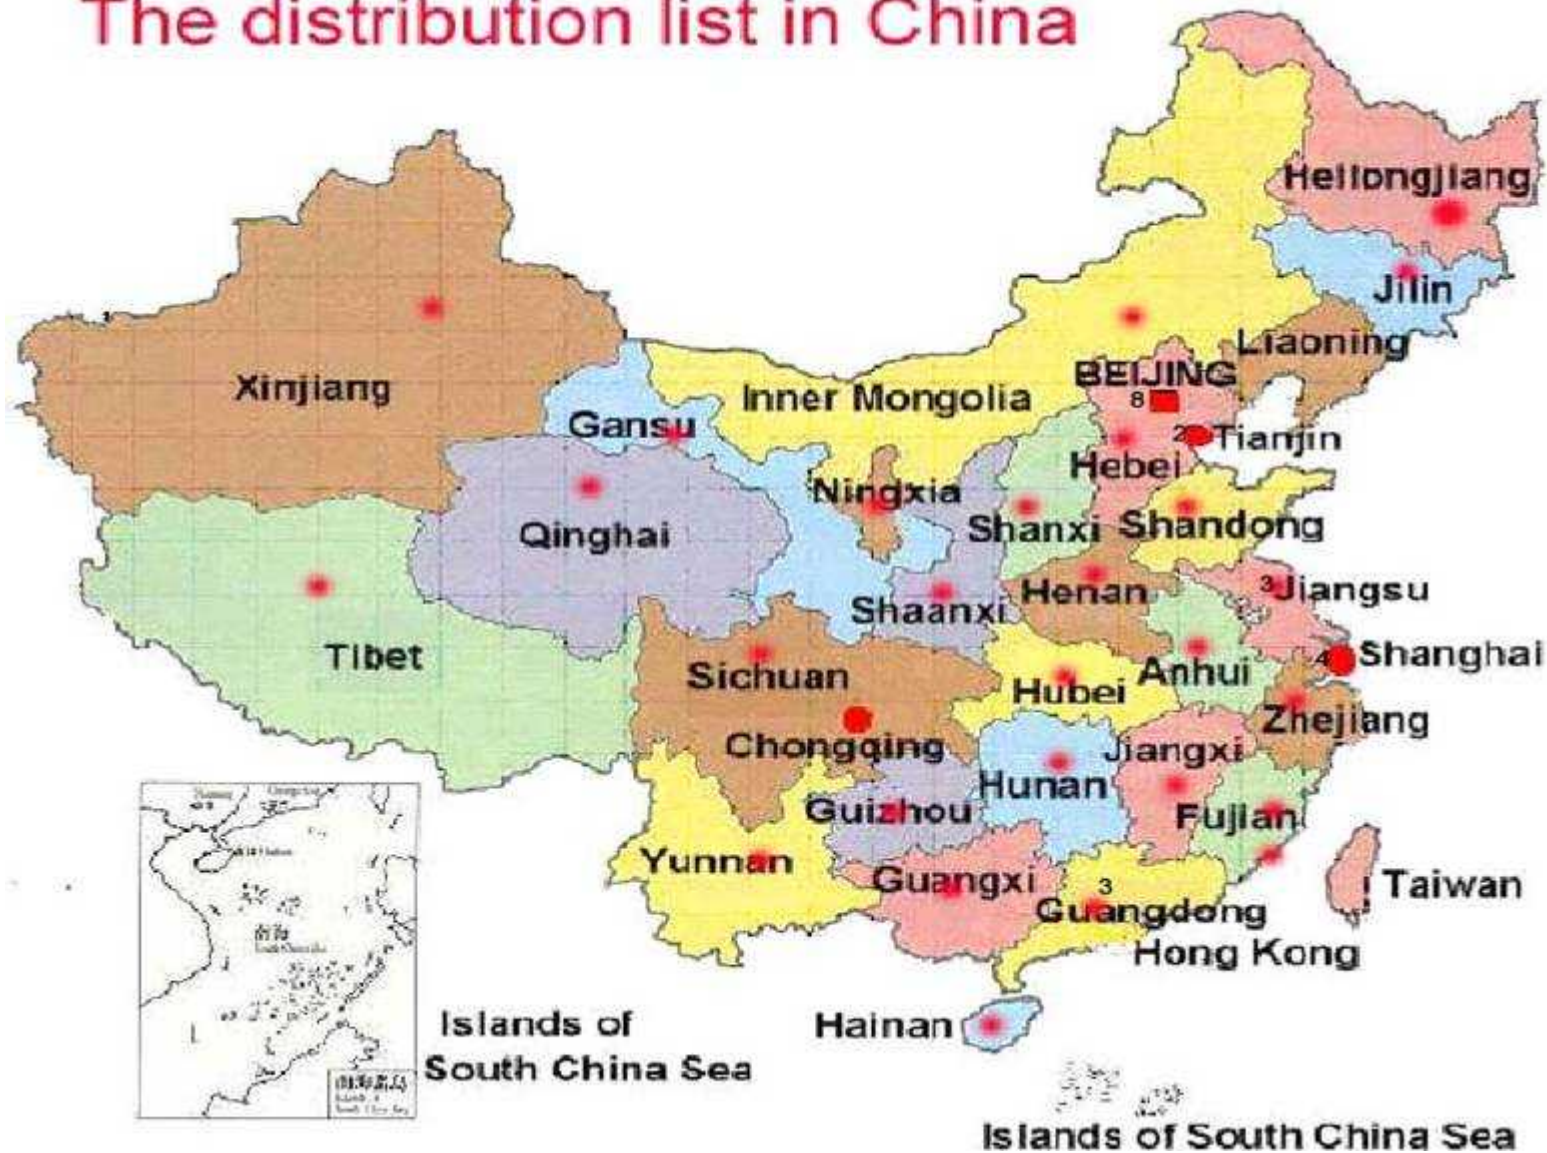 The distribution list in China
Heilongjiang
Jilin
Liaoning
BEIJING
8
Xinjiang
Inner Mongolia
Gansu
2
Tianjin
Hebei
Ningxia
Qinghai
Shanxi
Shandong
Henan
3
Jiangsu
Shaanxi
Tibet
Sichuan
Anhui
4
Shanghai
Hubei
Zhejiang
Chongqing
Jiangxi
Hunan
Guizhou
Fujian
Yunnan
Guangxi
3
Taiwan
Guangdong
Hong Kong
Hainan
Islands of
South China Sea
Islands of South China Sea